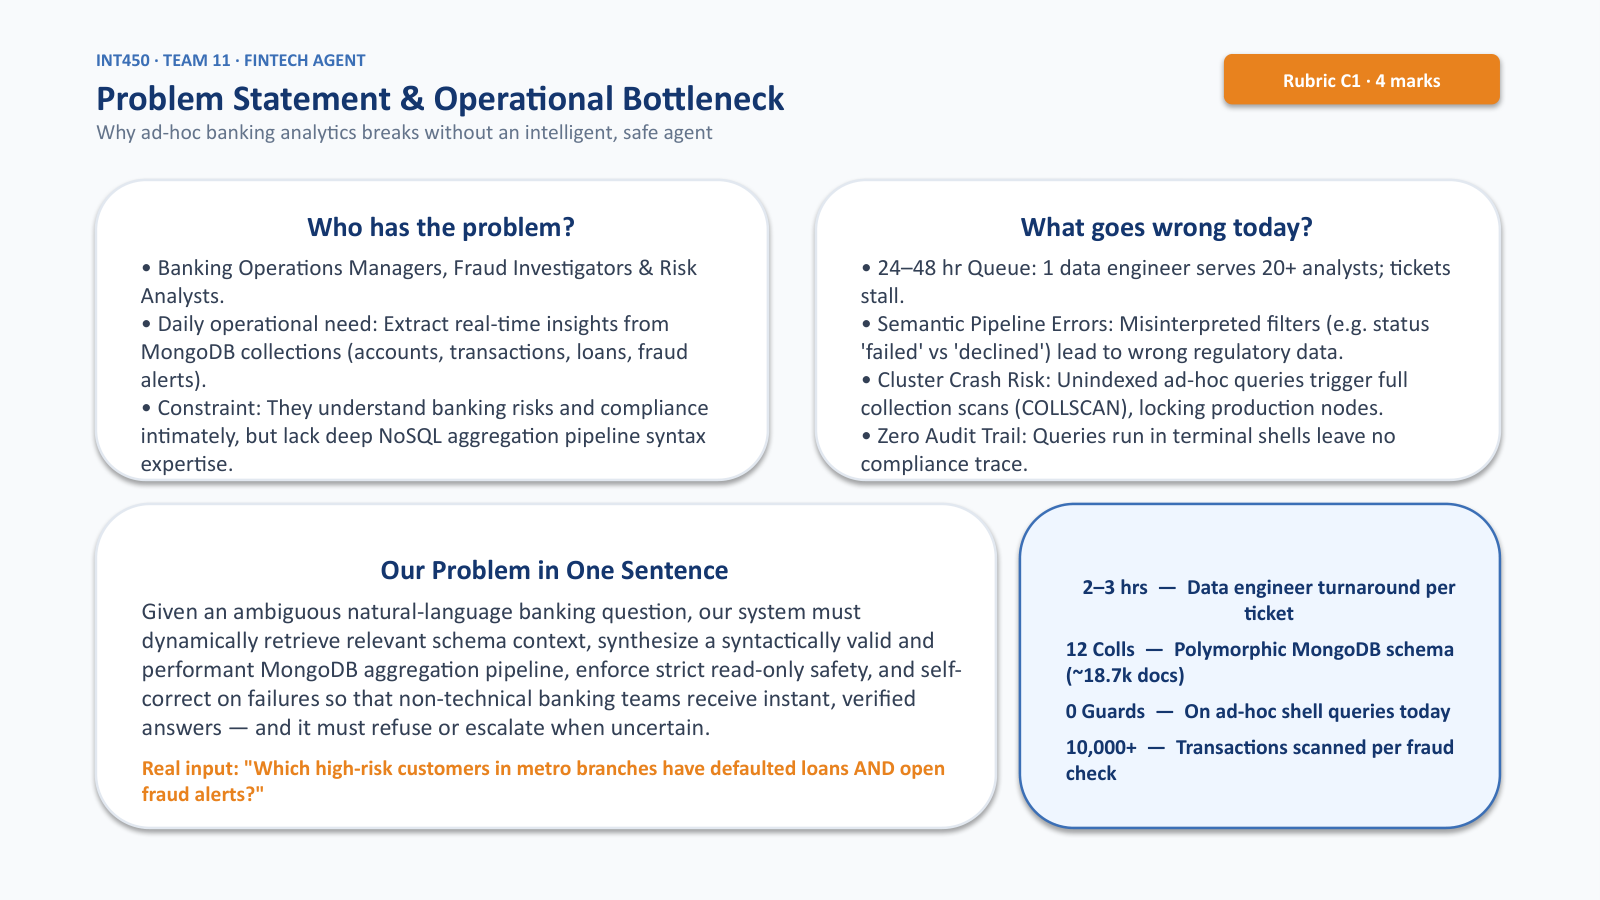 INT450 · TEAM 11 · FINTECH AGENT
Problem Statement & Operational Bottleneck
Why ad-hoc banking analytics breaks without an intelligent, safe agent
Rubric C1 · 4 marks
Who has the problem?
• Banking Operations Managers, Fraud Investigators & Risk
Analysts.
• Daily operational need: Extract real-time insights from
MongoDB collections (accounts, transactions, loans, fraud
alerts).
• Constraint: They understand banking risks and compliance
intimately, but lack deep NoSQL aggregation pipeline syntax
expertise.
What goes wrong today?
• 24–48 hr Queue: 1 data engineer serves 20+ analysts; tickets
stall.
• Semantic Pipeline Errors: Misinterpreted filters (e.g. status
'failed' vs 'declined') lead to wrong regulatory data.
• Cluster Crash Risk: Unindexed ad-hoc queries trigger full
collection scans (COLLSCAN), locking production nodes.
• Zero Audit Trail: Queries run in terminal shells leave no
compliance trace.
Our Problem in One Sentence
Given an ambiguous natural-language banking question, our system must
dynamically retrieve relevant schema context, synthesize a syntactically valid and
performant MongoDB aggregation pipeline, enforce strict read-only safety, and self-
correct on failures so that non-technical banking teams receive instant, verified
answers — and it must refuse or escalate when uncertain.
Real input: "Which high-risk customers in metro branches have defaulted loans AND open
fraud alerts?"
2–3 hrs — Data engineer turnaround per
ticket
12 Colls — Polymorphic MongoDB schema
(~18.7k docs)
0 Guards — On ad-hoc shell queries today
10,000+ — Transactions scanned per fraud
check